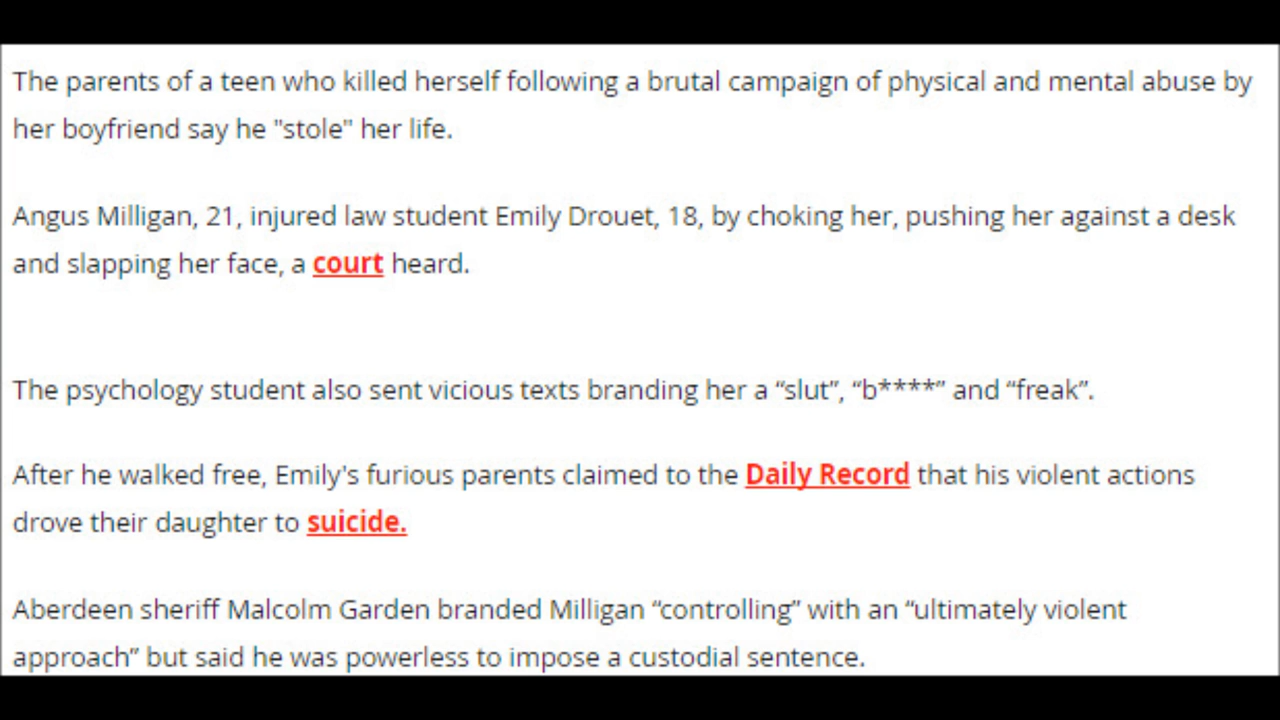 The parents of a teen who killed herself following a brutal campaign of physical and mental abuse by
her boyfriend say he "stole" her life.
Angus Milligan, 21, injured law student Emily Drouet, 18, by choking her, pushing her against a desk
and slapping her face, a court heard.
The psychology student also sent vicious texts branding her a “slut”, “b****” and “freak”.
After he walked free, Emily's furious parents claimed to the Daily Record that his violent actions
drove their daughter to suicide.
Aberdeen sheriff Malcolm Garden branded Milligan “controlling” with an “ultimately violent
approach” but said he was powerless to impose a custodial sentence.